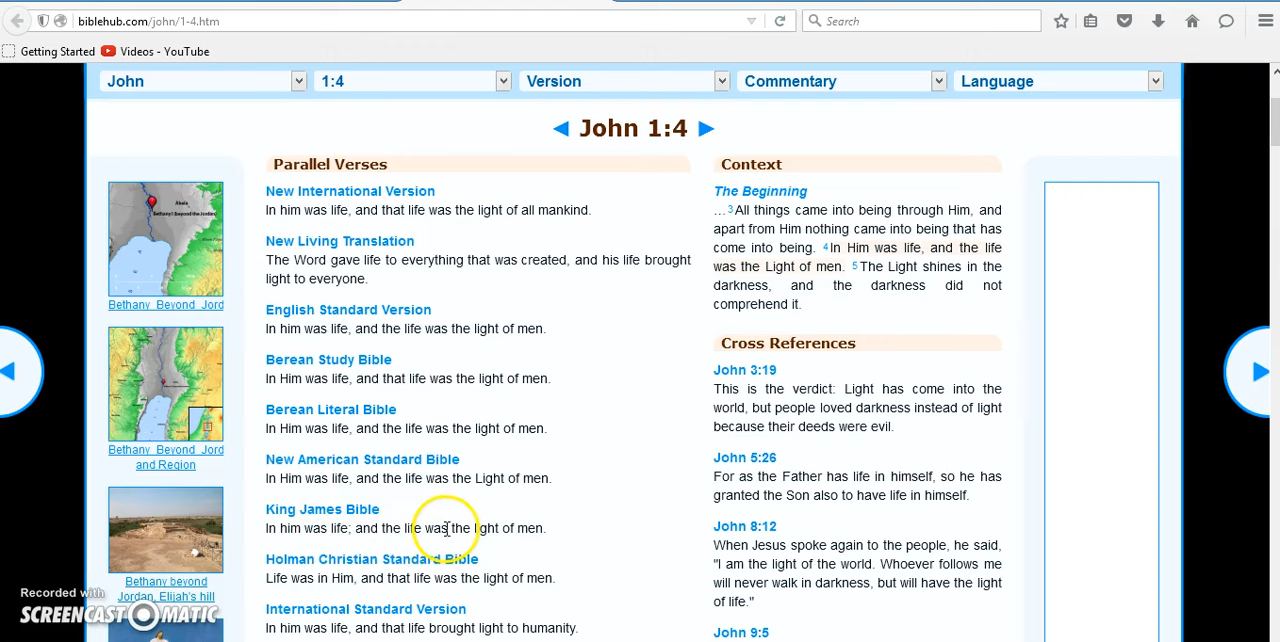 biblehub.com/john/1-4.htm
Search
Getting Started
Videos - YouTube
John
1:4
Version
Commentary
Language
John 1:4
Parallel Verses
New International Version
In him was life, and that life was the light of all mankind.
New Living Translation
The Word gave life to everything that was created, and his life brought
light to everyone.
English Standard Version
In him was life, and the life was the light of men.
Berean Study Bible
In Him was life, and that life was the light of men.
Berean Literal Bible
In Him was life, and the life was the light of men.
New American Standard Bible
In Him was life, and the life was the Light of men.
King James Bible
In him was life; and the life was the light of men.
Holman Christian Standard Bible
Life was in Him, and that life was the light of men.
International Standard Version
In him was life, and that life brought light to humanity.
Context
The Beginning
…3All things came into being through Him, and
apart from Him nothing came into being that has
come into being. 4In Him was life, and the life
was the Light of men. 5The Light shines in the
darkness, and the darkness did not
comprehend it.
Cross References
John 3:19
This is the verdict: Light has come into the
world, but people loved darkness instead of light
because their deeds were evil.
John 5:26
For as the Father has life in himself, so he has
granted the Son also to have life in himself.
John 8:12
When Jesus spoke again to the people, he said,
"I am the light of the world. Whoever follows me
will never walk in darkness, but will have the light
of life."
John 9:5
Bethany Beyond Jord
Bethany Beyond Jord
and Region
Bethany beyond
Jordan, Elijah's hill
Recorded with
SCREENCAST-O-MATIC